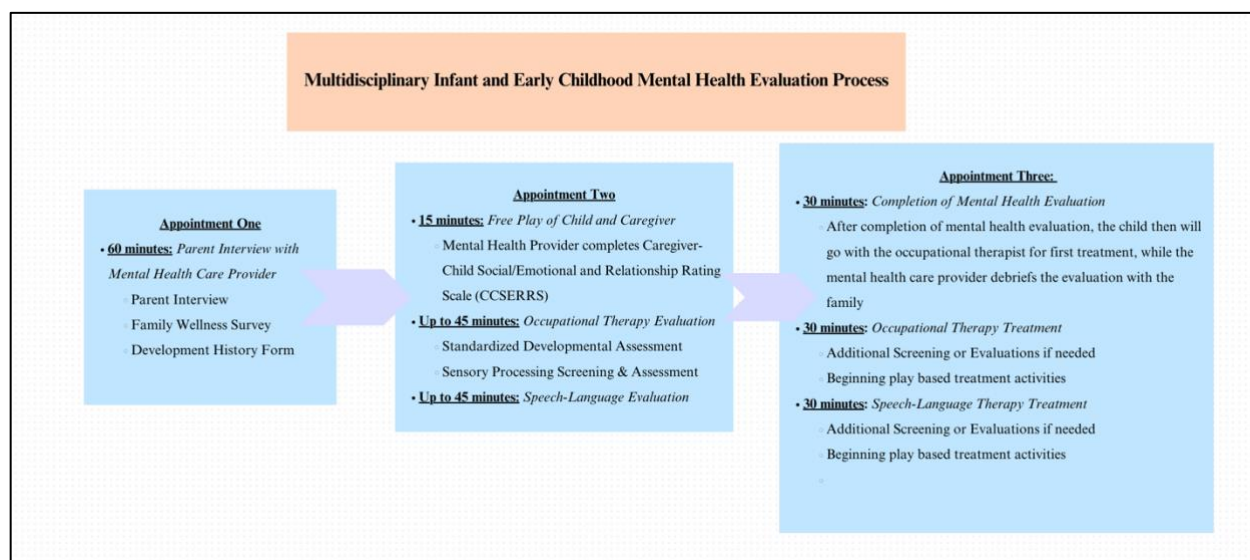 Multidisciplinary Infant and Early Childhood Mental Health Evaluation Process
Appointment One
• 60 minutes: Parent Interview with
Mental Health Care Provider
◦ Parent Interview
◦ Family Wellness Survey
◦ Development History Form
Appointment Two
• 15 minutes: Free Play of Child and Caregiver
◦ Mental Health Provider completes Caregiver-
Child Social/Emotional and Relationship Rating
Scale (CCSERRS)
• Up to 45 minutes: Occupational Therapy Evaluation
◦ Standardized Developmental Assessment
◦ Sensory Processing Screening & Assessment
• Up to 45 minutes: Speech-Language Evaluation
Appointment Three:
• 30 minutes: Completion of Mental Health Evaluation
◦ After completion of mental health evaluation, the child then will
go with the occupational therapist for first treatment, while the
mental health care provider debriefs the evaluation with the
family
• 30 minutes: Occupational Therapy Treatment
◦ Additional Screening or Evaluations if needed
◦ Beginning play based treatment activities
• 30 minutes: Speech-Language Therapy Treatment
◦ Additional Screening or Evaluations if needed
◦ Beginning play based treatment activities